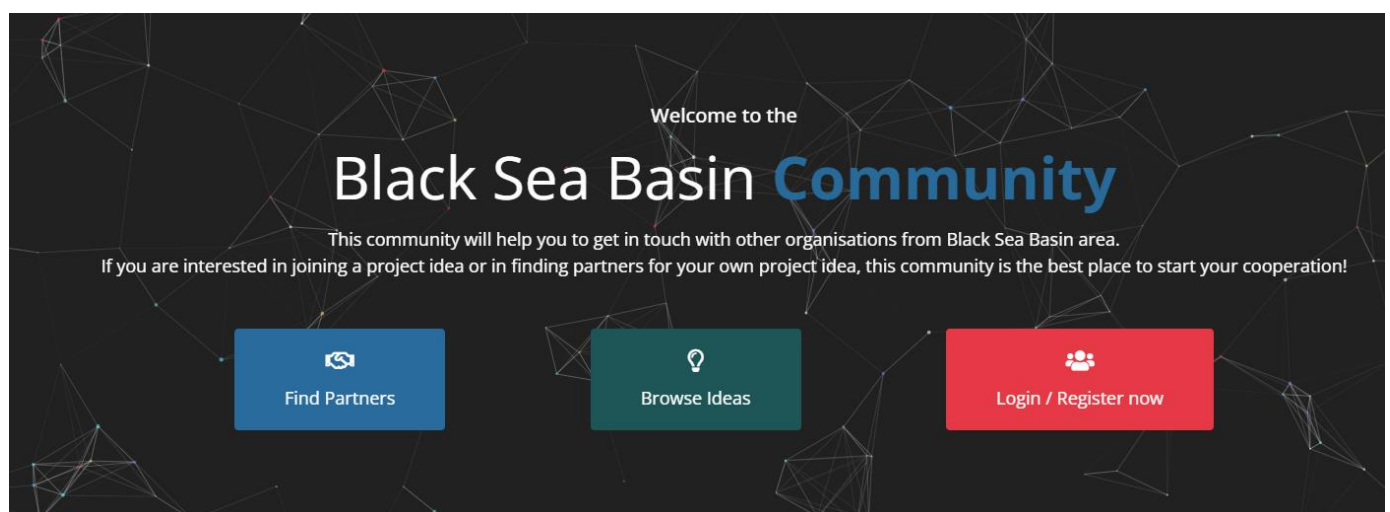 Welcome to the
Black Sea Basin Community
This community will help you to get in touch with other organisations from Black Sea Basin area.
If you are interested in joining a project idea or in finding partners for your own project idea, this community is the best place to start your cooperation!
Find Partners
Browse Ideas
Login / Register now